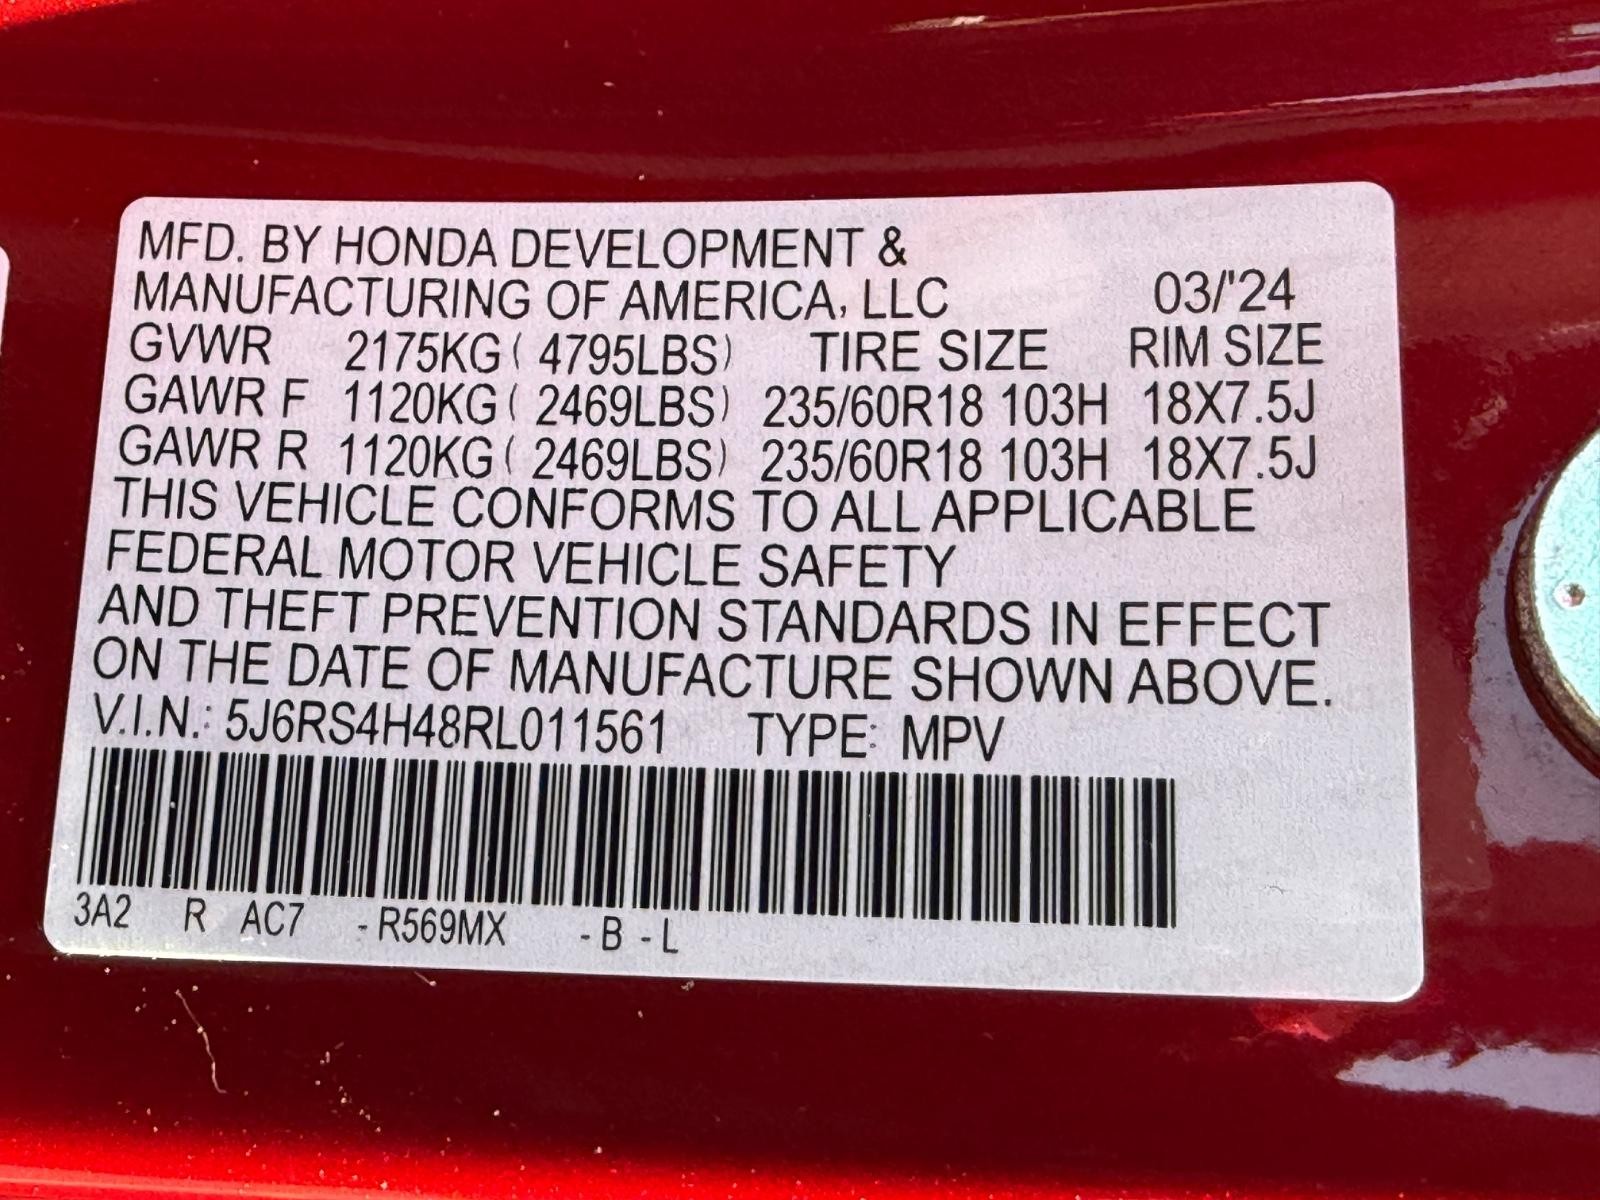 MFD. BY HONDA DEVELOPMENT &
MANUFACTURING OF AMERICA, LLC 03/'24
GVWR 2175KG ( 4795LBS) TIRE SIZE RIM SIZE
GAWR F 1120KG ( 2469LBS) 235/60R18 103H 18X7.5J
GAWR R 1120KG ( 2469LBS) 235/60R18 103H 18X7.5J
THIS VEHICLE CONFORMS TO ALL APPLICABLE
FEDERAL MOTOR VEHICLE SAFETY
AND THEFT PREVENTION STANDARDS IN EFFECT
ON THE DATE OF MANUFACTURE SHOWN ABOVE.
V.I.N.: 5J6RS4H48RL011561 TYPE: MPV
3A2 R AC7 - R569MX - B - L